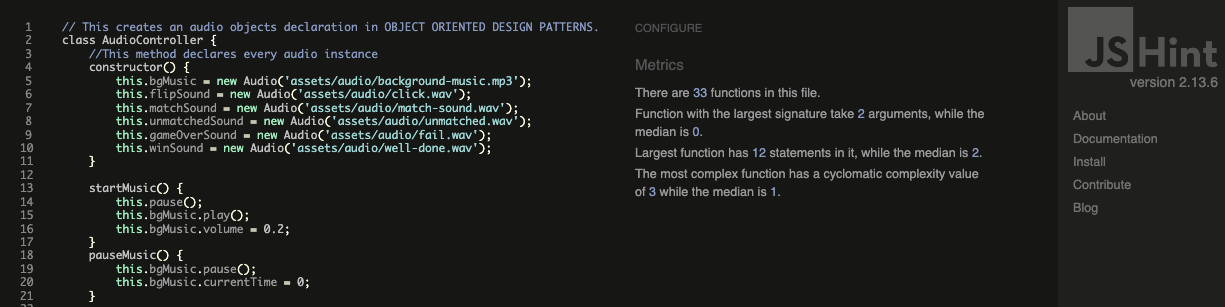 1 // This creates an audio objects declaration in OBJECT ORIENTED DESIGN PATTERNS.
2 class AudioController {
3 //This method declares every audio instance
4 constructor() {
5 this.bgMusic = new Audio('assets/audio/background-music.mp3');
6 this.flipSound = new Audio('assets/audio/click.wav');
7 this.matchSound = new Audio('assets/audio/match-sound.wav');
8 this.unmatchedSound = new Audio('assets/audio/unmatched.wav');
9 this.gameOverSound = new Audio('assets/audio/fail.wav');
10 this.winSound = new Audio('assets/audio/well-done.wav');
11 }
12
13 startMusic() {
14 this.pause();
15 this.bgMusic.play();
16 this.bgMusic.volume = 0.2;
17 }
18 pauseMusic() {
19 this.bgMusic.pause();
20 this.bgMusic.currentTime = 0;
21 }
CONFIGURE
Metrics
There are 33 functions in this file.
Function with the largest signature take 2 arguments, while the
median is 0.
Largest function has 12 statements in it, while the median is 2.
The most complex function has a cyclomatic complexity value
of 3 while the median is 1.
JSHint
version 2.13.6
About
Documentation
Install
Contribute
Blog